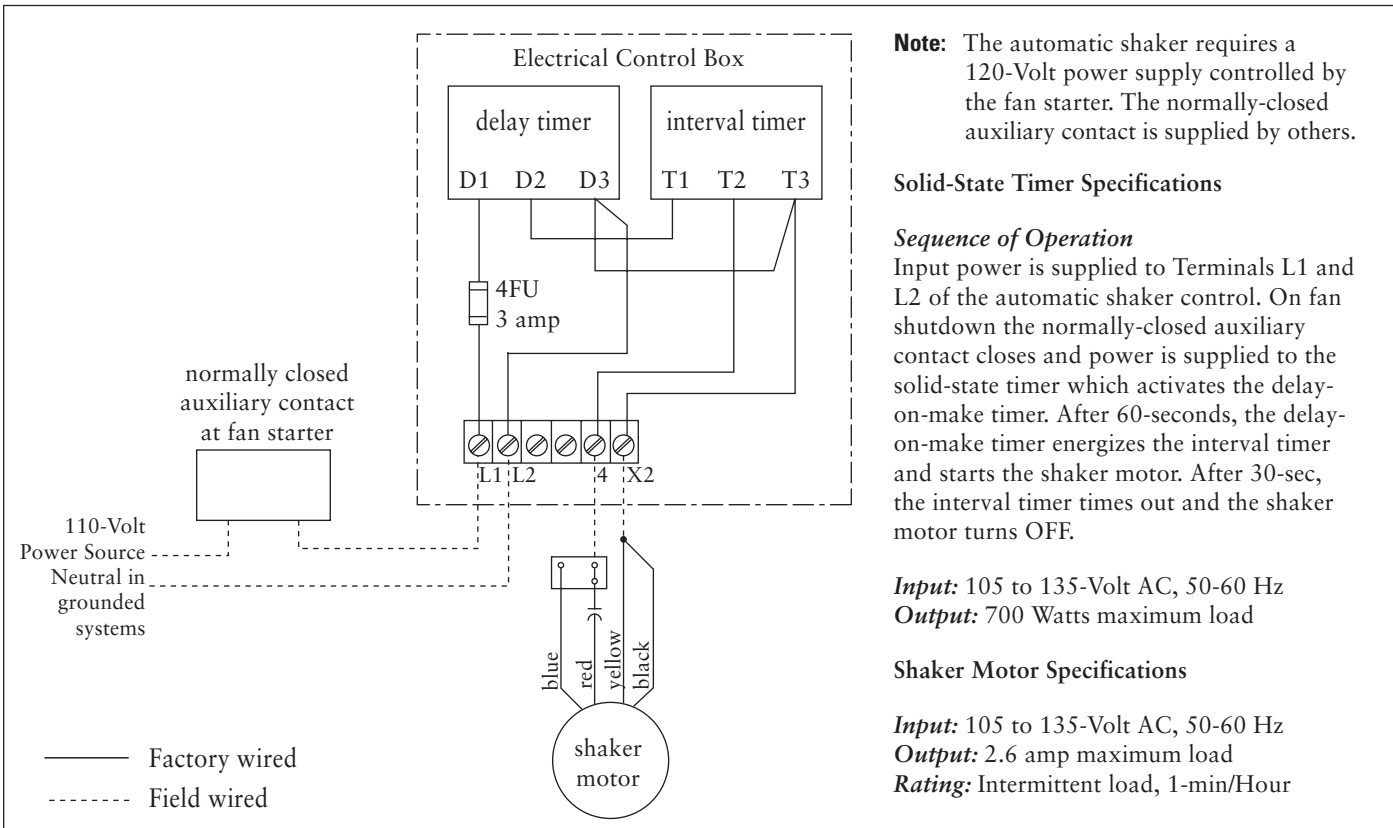 Electrical Control Box
delay timer
interval timer
D1 D2 D3
T1 T2 T3
4FU
3 amp
normally closed
auxiliary contact
at fan starter
L1 L2 4 X2
110-Volt
Power Source
Neutral in
grounded
systems
blue
red
yellow
black
shaker
motor
Factory wired
Field wired
Note: The automatic shaker requires a
120-Volt power supply controlled by
the fan starter. The normally-closed
auxiliary contact is supplied by others.
Solid-State Timer Specifications
Sequence of Operation
Input power is supplied to Terminals L1 and
L2 of the automatic shaker control. On fan
shutdown the normally-closed auxiliary
contact closes and power is supplied to the
solid-state timer which activates the delay-
on-make timer. After 60-seconds, the delay-
on-make timer energizes the interval timer
and starts the shaker motor. After 30-sec,
the interval timer times out and the shaker
motor turns OFF.
Input: 105 to 135-Volt AC, 50-60 Hz
Output: 700 Watts maximum load
Shaker Motor Specifications
Input: 105 to 135-Volt AC, 50-60 Hz
Output: 2.6 amp maximum load
Rating: Intermittent load, 1-min/Hour